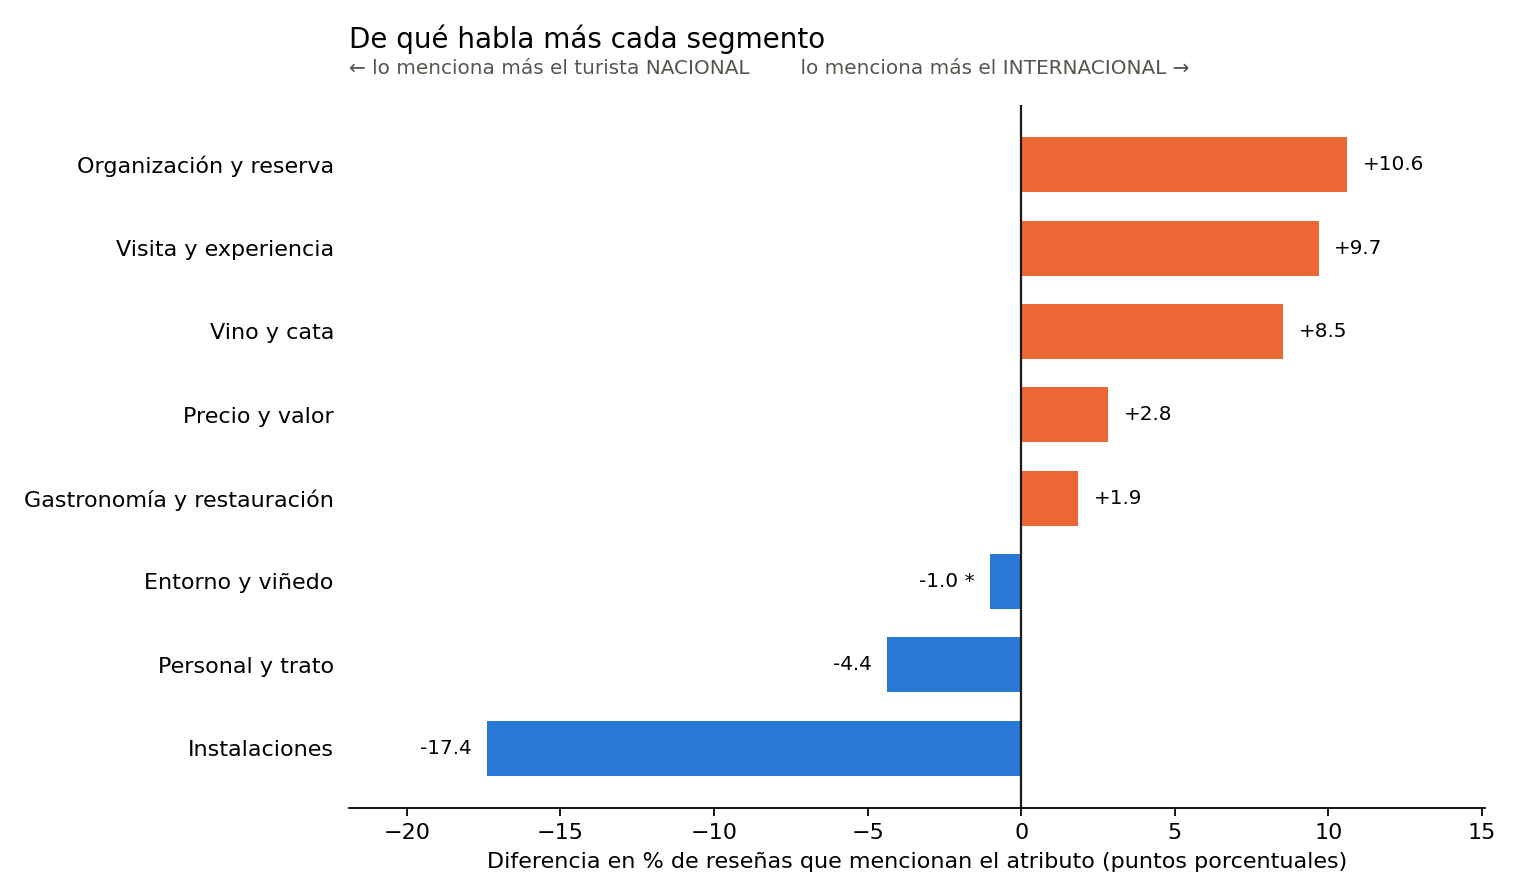 De qué habla más cada segmento
← lo menciona más el turista NACIONAL lo menciona más el INTERNACIONAL →
Organización y reserva +10.6
Visita y experiencia +9.7
Vino y cata +8.5
Precio y valor +2.8
Gastronomía y restauración +1.9
Entorno y viñedo -1.0 *
Personal y trato -4.4
Instalaciones -17.4
−20 −15 −10 −5 0 5 10 15
Diferencia en % de reseñas que mencionan el atributo (puntos porcentuales)